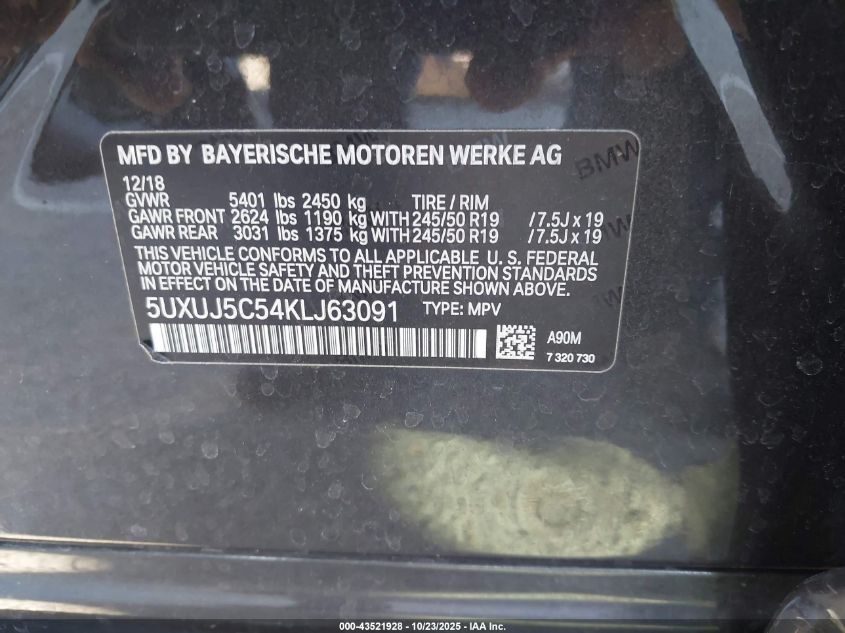 MFD BY BAYERISCHE MOTOREN WERKE AG
BMW
12/18
GVWR 5401 lbs 2450 kg TIRE / RIM
GAWR FRONT 2624 lbs 1190 kg WITH 245/50 R19 /7.5J x 19
GAWR REAR 3031 lbs 1375 kg WITH 245/50 R19 /7.5J x 19
THIS VEHICLE CONFORMS TO ALL APPLICABLE U. S. FEDERAL
MOTOR VEHICLE SAFETY AND THEFT PREVENTION STANDARDS
IN EFFECT ON THE DATE OF MANUFACTURE SHOWN ABOVE.
5UXUJ5C54KLJ63091 TYPE: MPV
A90M
7 320 730
000-43521928 - 10/23/2025 - IAA Inc.